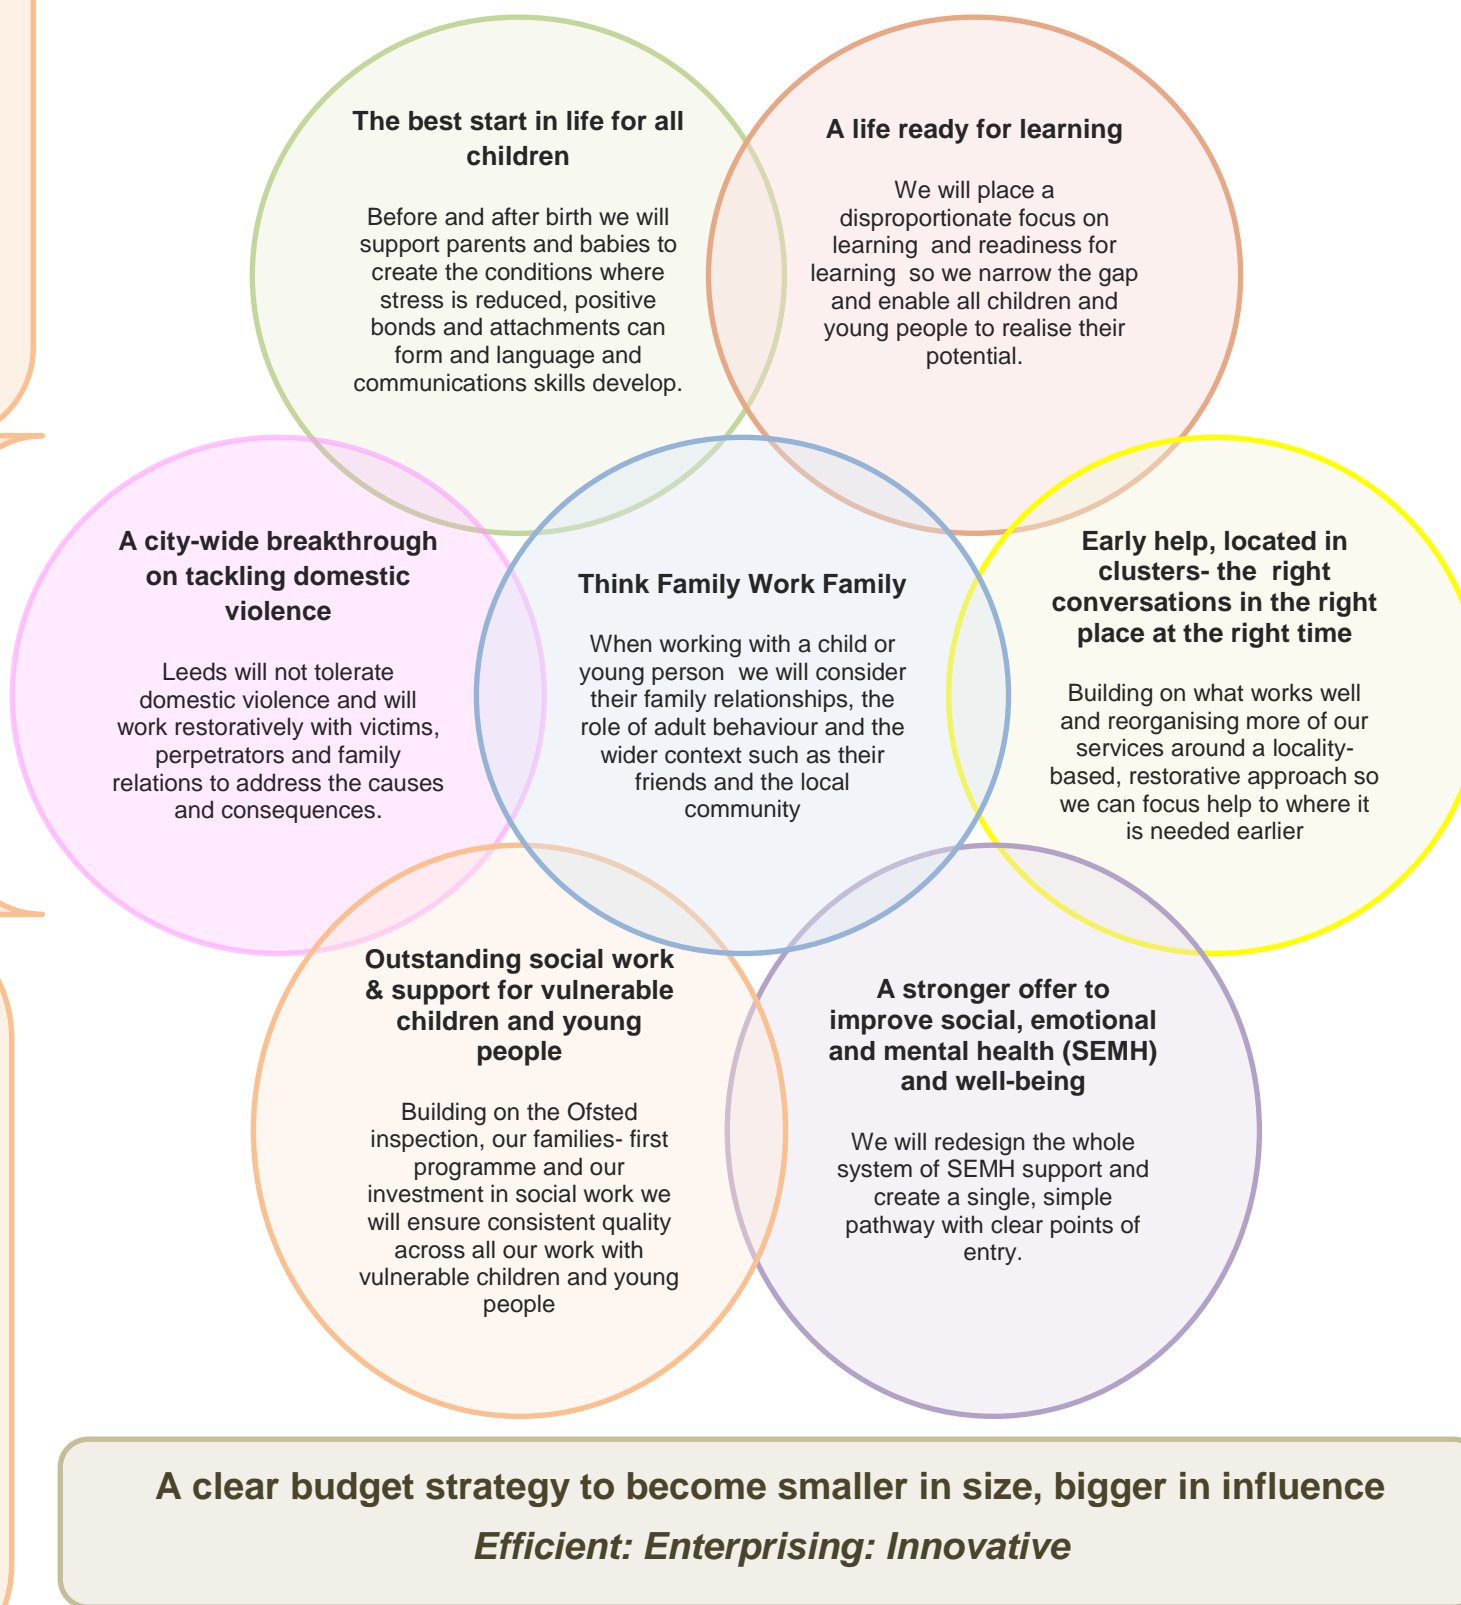 The best start in life for all
children
Before and after birth we will
support parents and babies to
create the conditions where
stress is reduced, positive
bonds and attachments can
form and language and
communications skills develop.
A life ready for learning
We will place a
disproportionate focus on
learning  and readiness for
learning  so we narrow the gap
and enable all children and
young people to realise their
potential.
A city-wide breakthrough
on tackling domestic
violence
Leeds will not tolerate
domestic violence and will
work restoratively with victims,
perpetrators and family
relations to address the causes
and consequences.
Think Family Work Family
When working with a child or
young person  we will consider
their family relationships, the
role of adult behaviour and the
wider context such as their
friends and the local
community
Early help, located in
clusters- the  right
conversations in the right
place at the right time
Building on what works well
and reorganising more of our
services around a locality-
based, restorative approach so
we can focus help to where it
is needed earlier
Outstanding social work
& support for vulnerable
children and young
people
Building on the Ofsted
inspection, our families- first
programme and our
investment in social work we
will ensure consistent quality
across all our work with
vulnerable children and young
people
A stronger offer to
improve social, emotional
and mental health (SEMH)
and well-being
We will redesign the whole
system of SEMH support and
create a single, simple
pathway with clear points of
entry.
A clear budget strategy to become smaller in size, bigger in influence
Efficient: Enterprising: Innovative